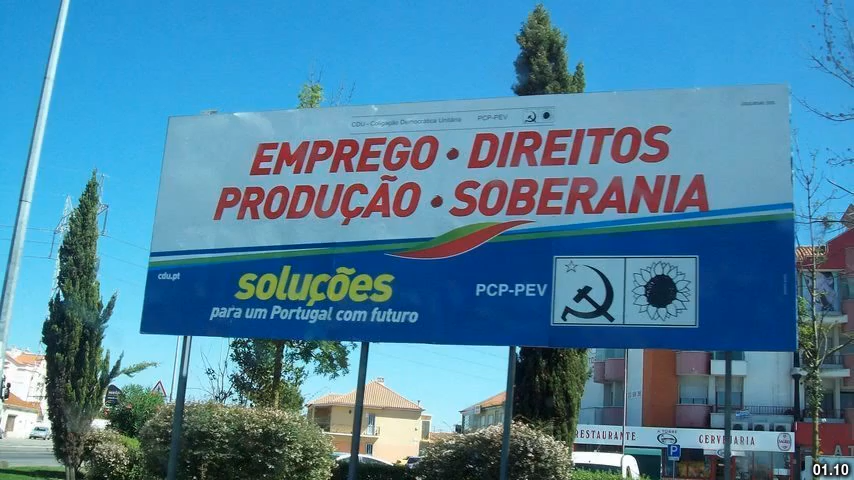 CDU - Coligação Democrática Unitária PCP-PEV
EMPREGO • DIREITOS
PRODUÇÃO • SOBERANIA
cdu.pt
soluções
para um Portugal com futuro
PCP-PEV
RESTAURANTE
CERVEJARIA
P
01.10